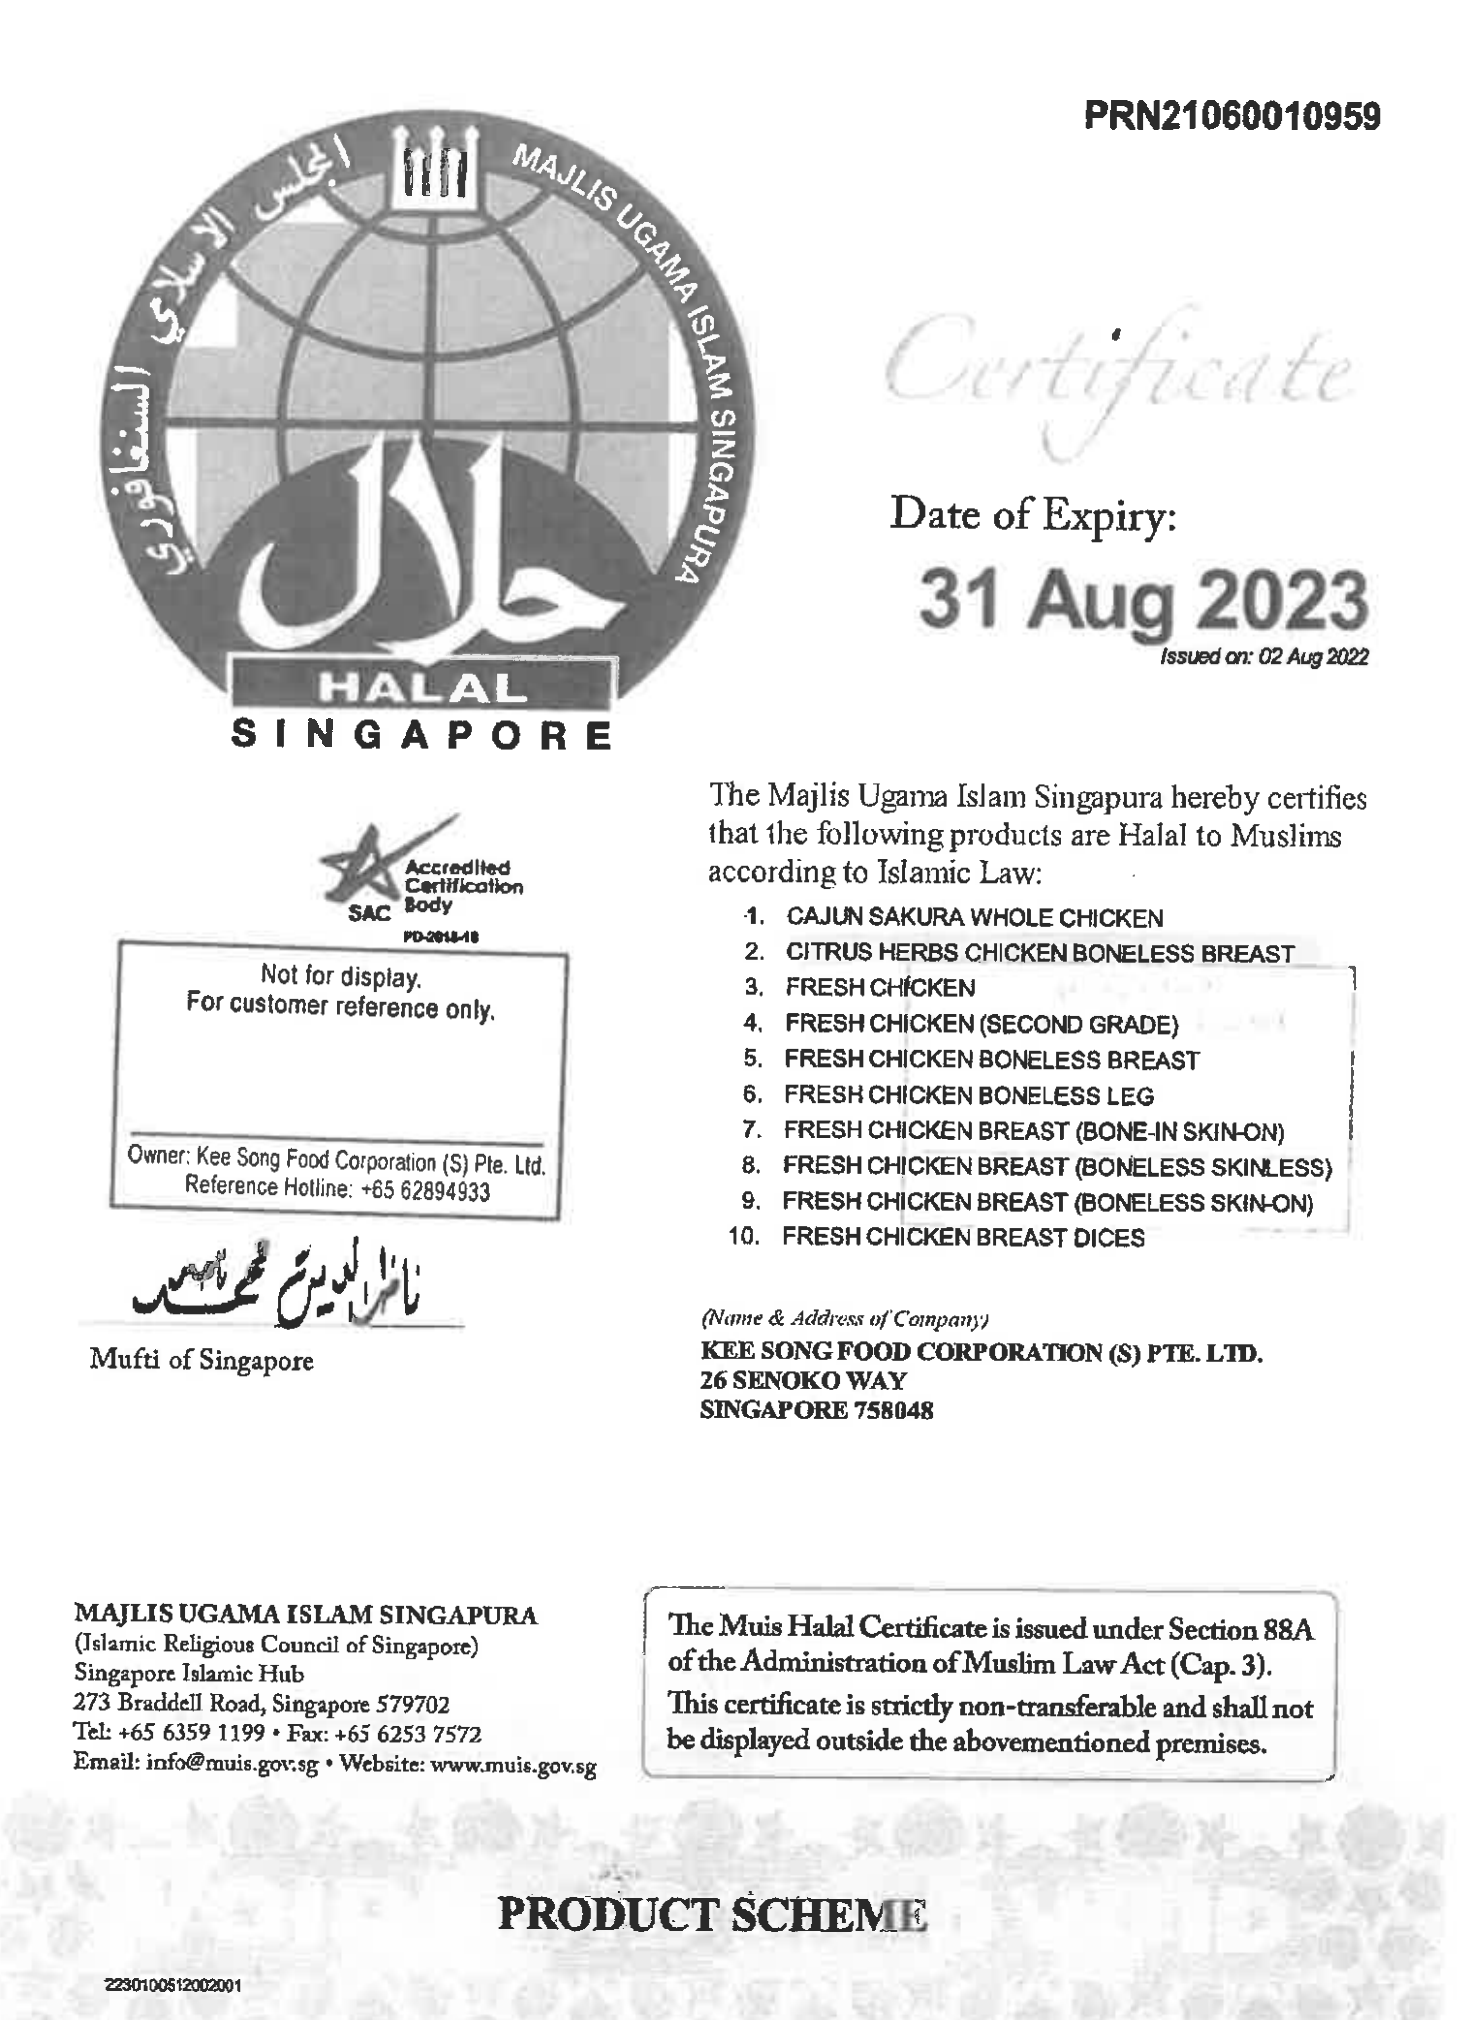 PRN21060010959
المجلس الاسلامي السنغافوري
MAJLIS UGAMA ISLAM SINGAPURA
حلال
HALAL
SINGAPORE
Certificate
Date of Expiry:
31 Aug 2023
Issued on: 02 Aug 2022
The Majlis Ugama Islam Singapura hereby certifies
that the following products are Halal to Muslims
according to Islamic Law:
1. CAJUN SAKURA WHOLE CHICKEN
2. CITRUS HERBS CHICKEN BONELESS BREAST
3. FRESH CHICKEN
4. FRESH CHICKEN (SECOND GRADE)
5. FRESH CHICKEN BONELESS BREAST
6. FRESH CHICKEN BONELESS LEG
7. FRESH CHICKEN BREAST (BONE-IN SKIN-ON)
8. FRESH CHICKEN BREAST (BONELESS SKINLESS)
9. FRESH CHICKEN BREAST (BONELESS SKIN-ON)
10. FRESH CHICKEN BREAST DICES
Accredited
Certification
Body
SAC
PD-2018-18
Not for display.
For customer reference only.
Owner: Kee Song Food Corporation (S) Pte. Ltd.
Reference Hotline: +65 62894933
Mufti of Singapore
(Name & Address of Company)
KEE SONG FOOD CORPORATION (S) PTE. LTD.
26 SENOKO WAY
SINGAPORE 758048
MAJLIS UGAMA ISLAM SINGAPURA
(Islamic Religious Council of Singapore)
Singapore Islamic Hub
273 Braddell Road, Singapore 579702
Tel: +65 6359 1199 • Fax: +65 6253 7572
Email: info@muis.gov.sg • Website: www.muis.gov.sg
The Muis Halal Certificate is issued under Section 88A
of the Administration of Muslim Law Act (Cap. 3).
This certificate is strictly non-transferable and shall not
be displayed outside the abovementioned premises.
PRODUCT SCHEME
2230100512002001